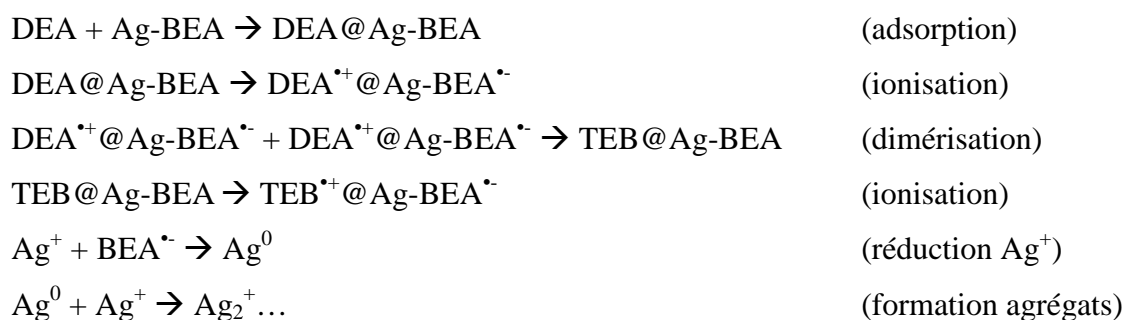 DEA + Ag-BEA → DEA@Ag-BEA (adsorption)
DEA@Ag-BEA → DEA•⁺@Ag-BEA•⁻ (ionisation)
DEA•⁺@Ag-BEA•⁻ + DEA•⁺@Ag-BEA•⁻ → TEB@Ag-BEA (dimérisation)
TEB@Ag-BEA → TEB•⁺@Ag-BEA•⁻ (ionisation)
Ag⁺ + BEA•⁻ → Ag⁰ (réduction Ag⁺)
Ag⁰ + Ag⁺ → Ag₂⁺… (formation agrégats)